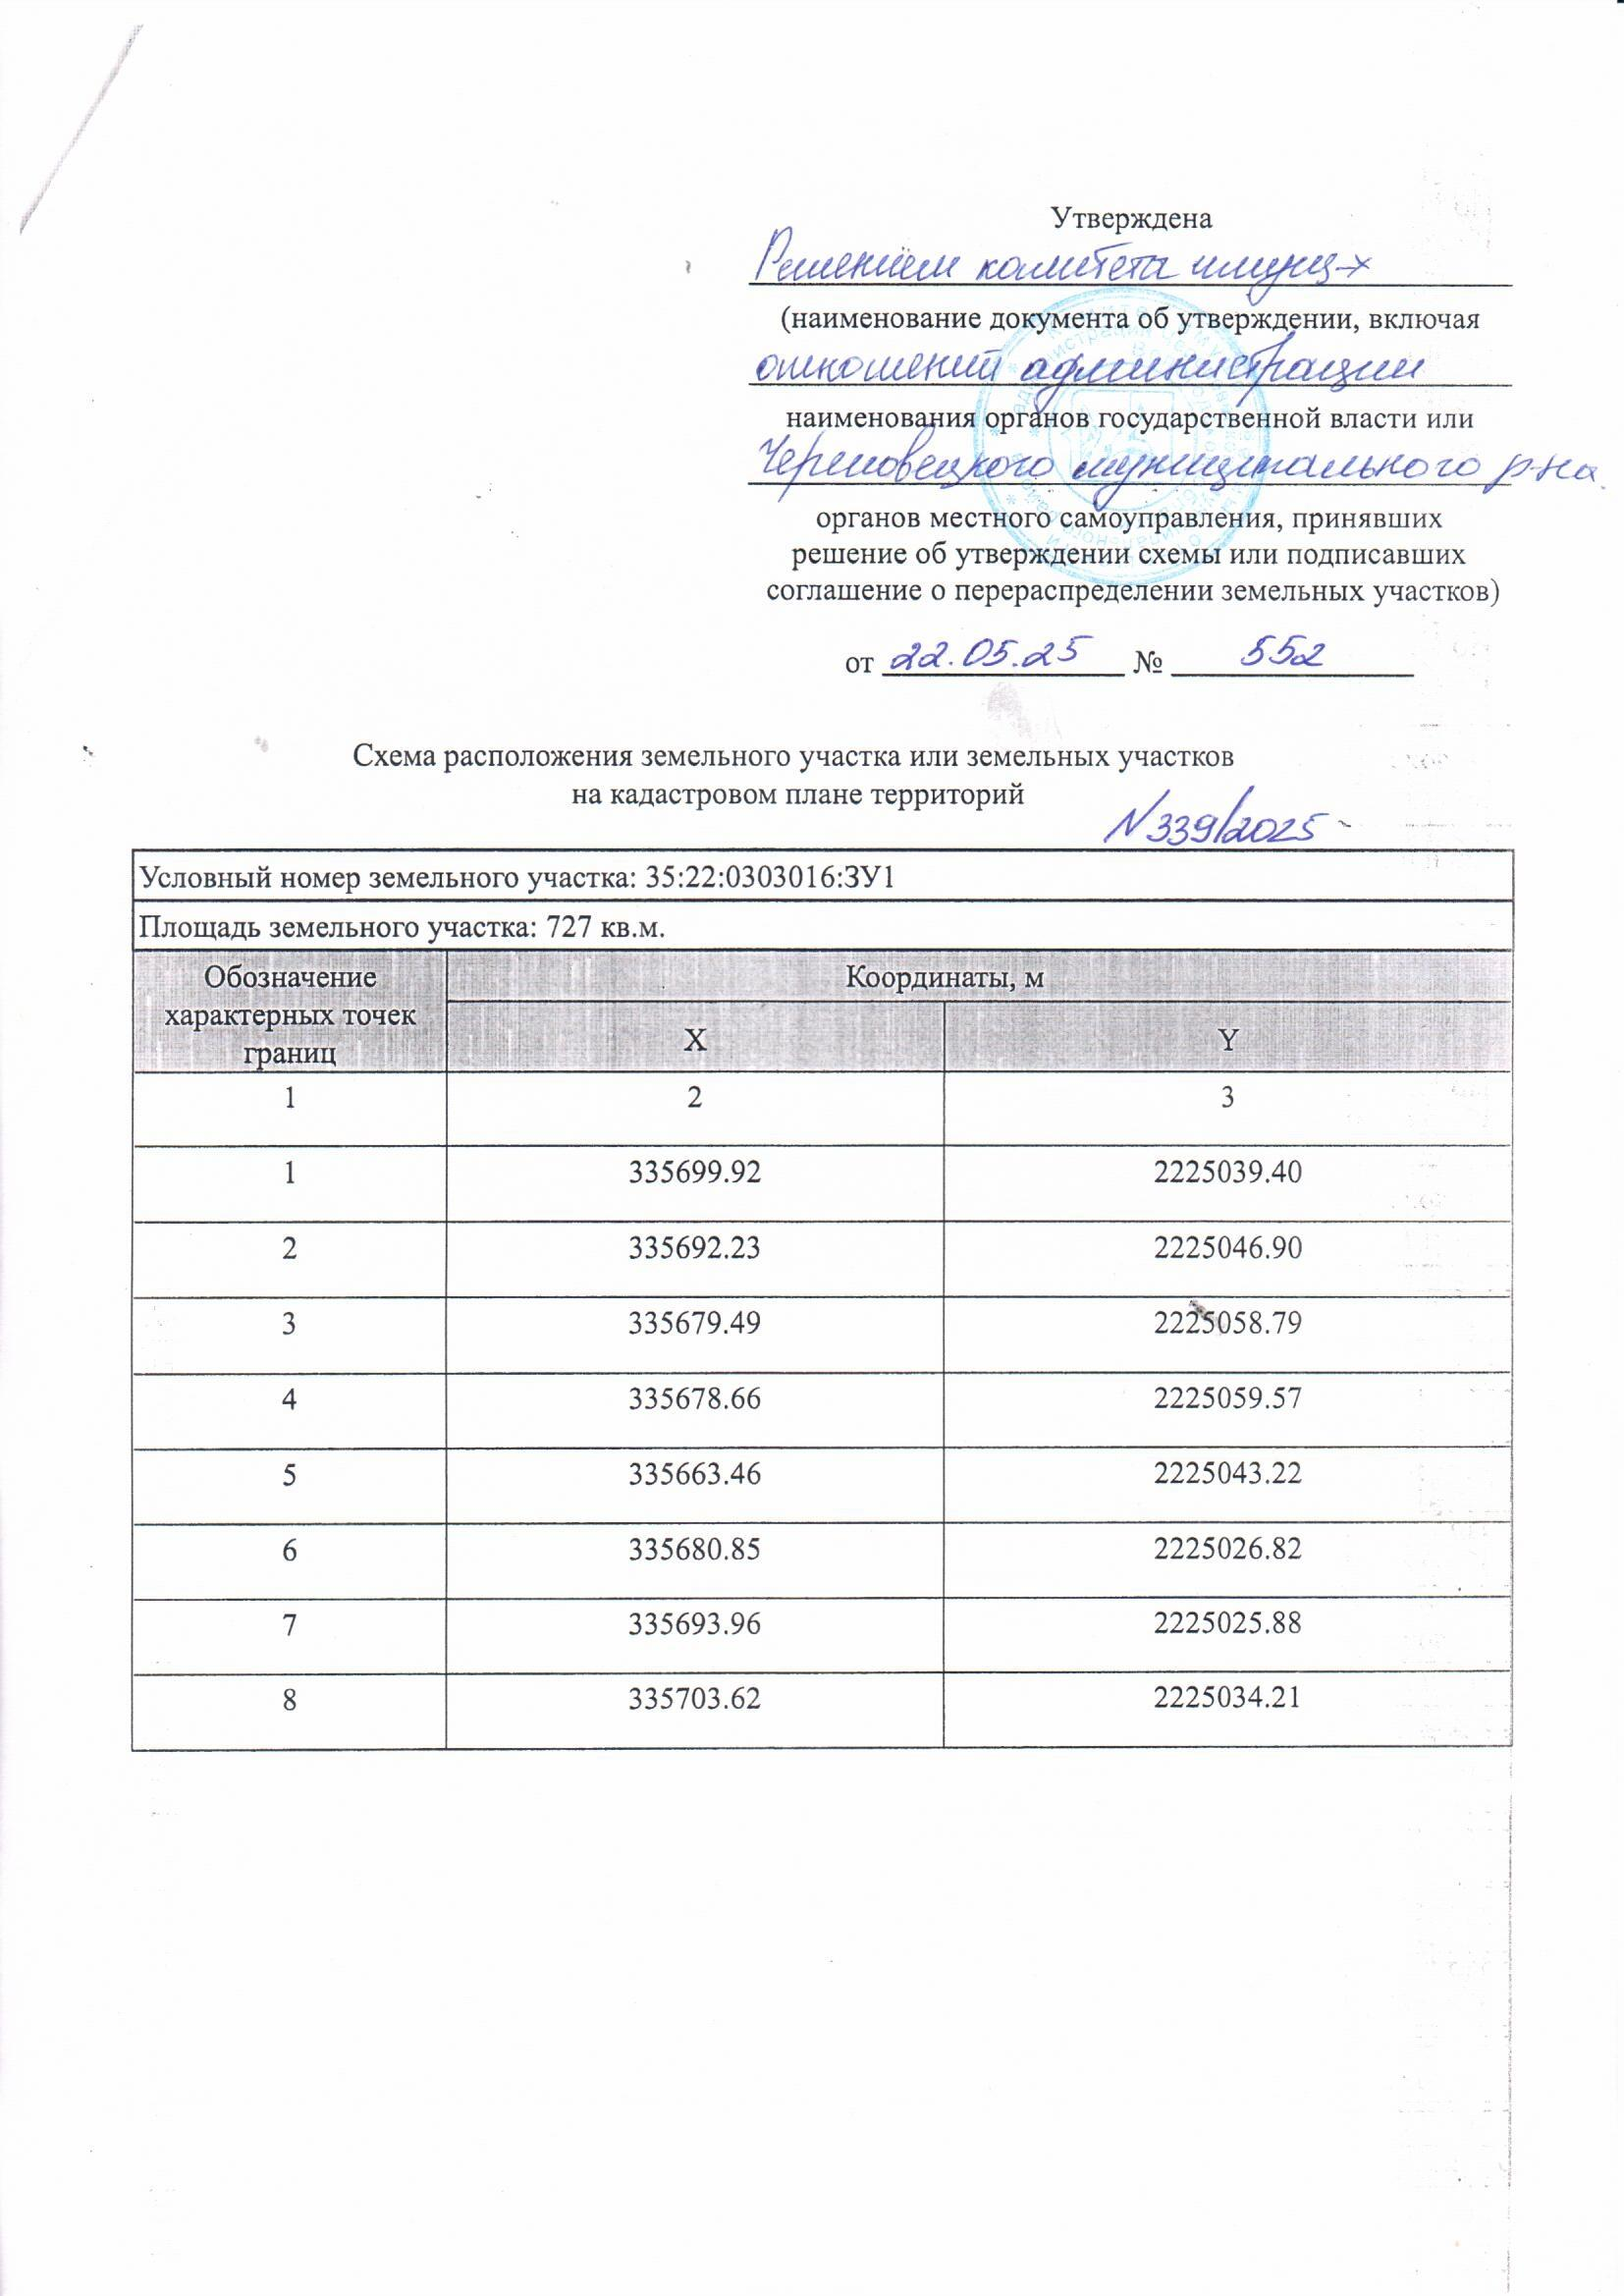 Утверждена
Решением комитета имущ-х
(наименование документа об утверждении, включая
отношений администрации
наименования органов государственной власти или
Череповецкого муниципального р-на
органов местного самоуправления, принявших
решение об утверждении схемы или подписавших
соглашение о перераспределении земельных участков)
от 22.05.25 № 552
Схема расположения земельного участка или земельных участков
на кадастровом плане территорий
N339/2025
Условный номер земельного участка: 35:22:0303016:ЗУ1
Площадь земельного участка: 727 кв.м.
Обозначение характерных точек границ
Координаты, м
X Y
1 2 3
1 335699.92 2225039.40
2 335692.23 2225046.90
3 335679.49 2225058.79
4 335678.66 2225059.57
5 335663.46 2225043.22
6 335680.85 2225026.82
7 335693.96 2225025.88
8 335703.62 2225034.21